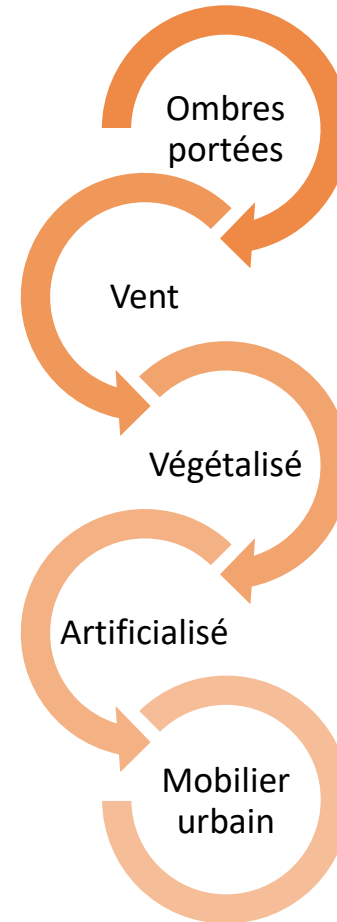 Ombres
portées
Vent
Végétalisé
Artificialisé
Mobilier
urbain